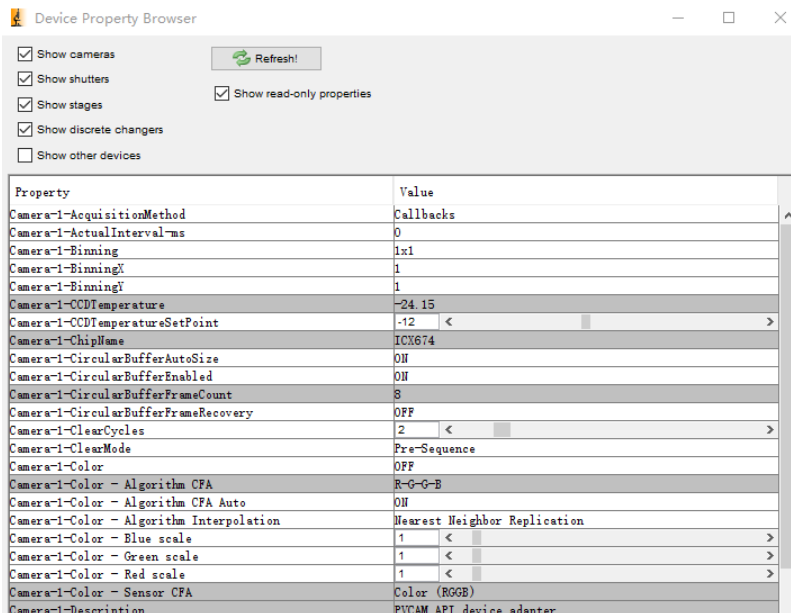 Device Property Browser
Show cameras
Refresh!
Show shutters
Show read-only properties
Show stages
Show discrete changers
Show other devices
Property Value
Camera-1-AcquisitionMethod Callbacks
Camera-1-ActualInterval-ms 0
Camera-1-Binning 1x1
Camera-1-BinningX 1
Camera-1-BinningY 1
Camera-1-CCDTemperature -24.15
Camera-1-CCDTemperatureSetPoint -12
Camera-1-ChipName ICX674
Camera-1-CircularBufferAutoSize ON
Camera-1-CircularBufferEnabled ON
Camera-1-CircularBufferFrameCount 8
Camera-1-CircularBufferFrameRecovery OFF
Camera-1-ClearCycles 2
Camera-1-ClearMode Pre-Sequence
Camera-1-Color OFF
Camera-1-Color - Algorithm CFA R-G-G-B
Camera-1-Color - Algorithm CFA Auto ON
Camera-1-Color - Algorithm Interpolation Nearest Neighbor Replication
Camera-1-Color - Blue scale 1
Camera-1-Color - Green scale 1
Camera-1-Color - Red scale 1
Camera-1-Color - Sensor CFA Color (RGGB)
Camera-1-Description PVCAM API device adapter